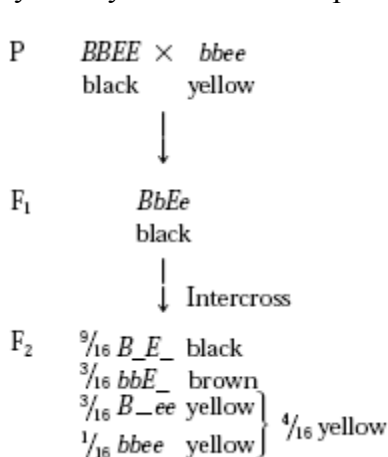 P BBEE × bbee
black yellow
F₁ BbEe
black
Intercross
F₂ 9/16 B_E_ black
3/16 bbE_ brown
3/16 B_ee yellow
1/16 bbee yellow
4/16 yellow